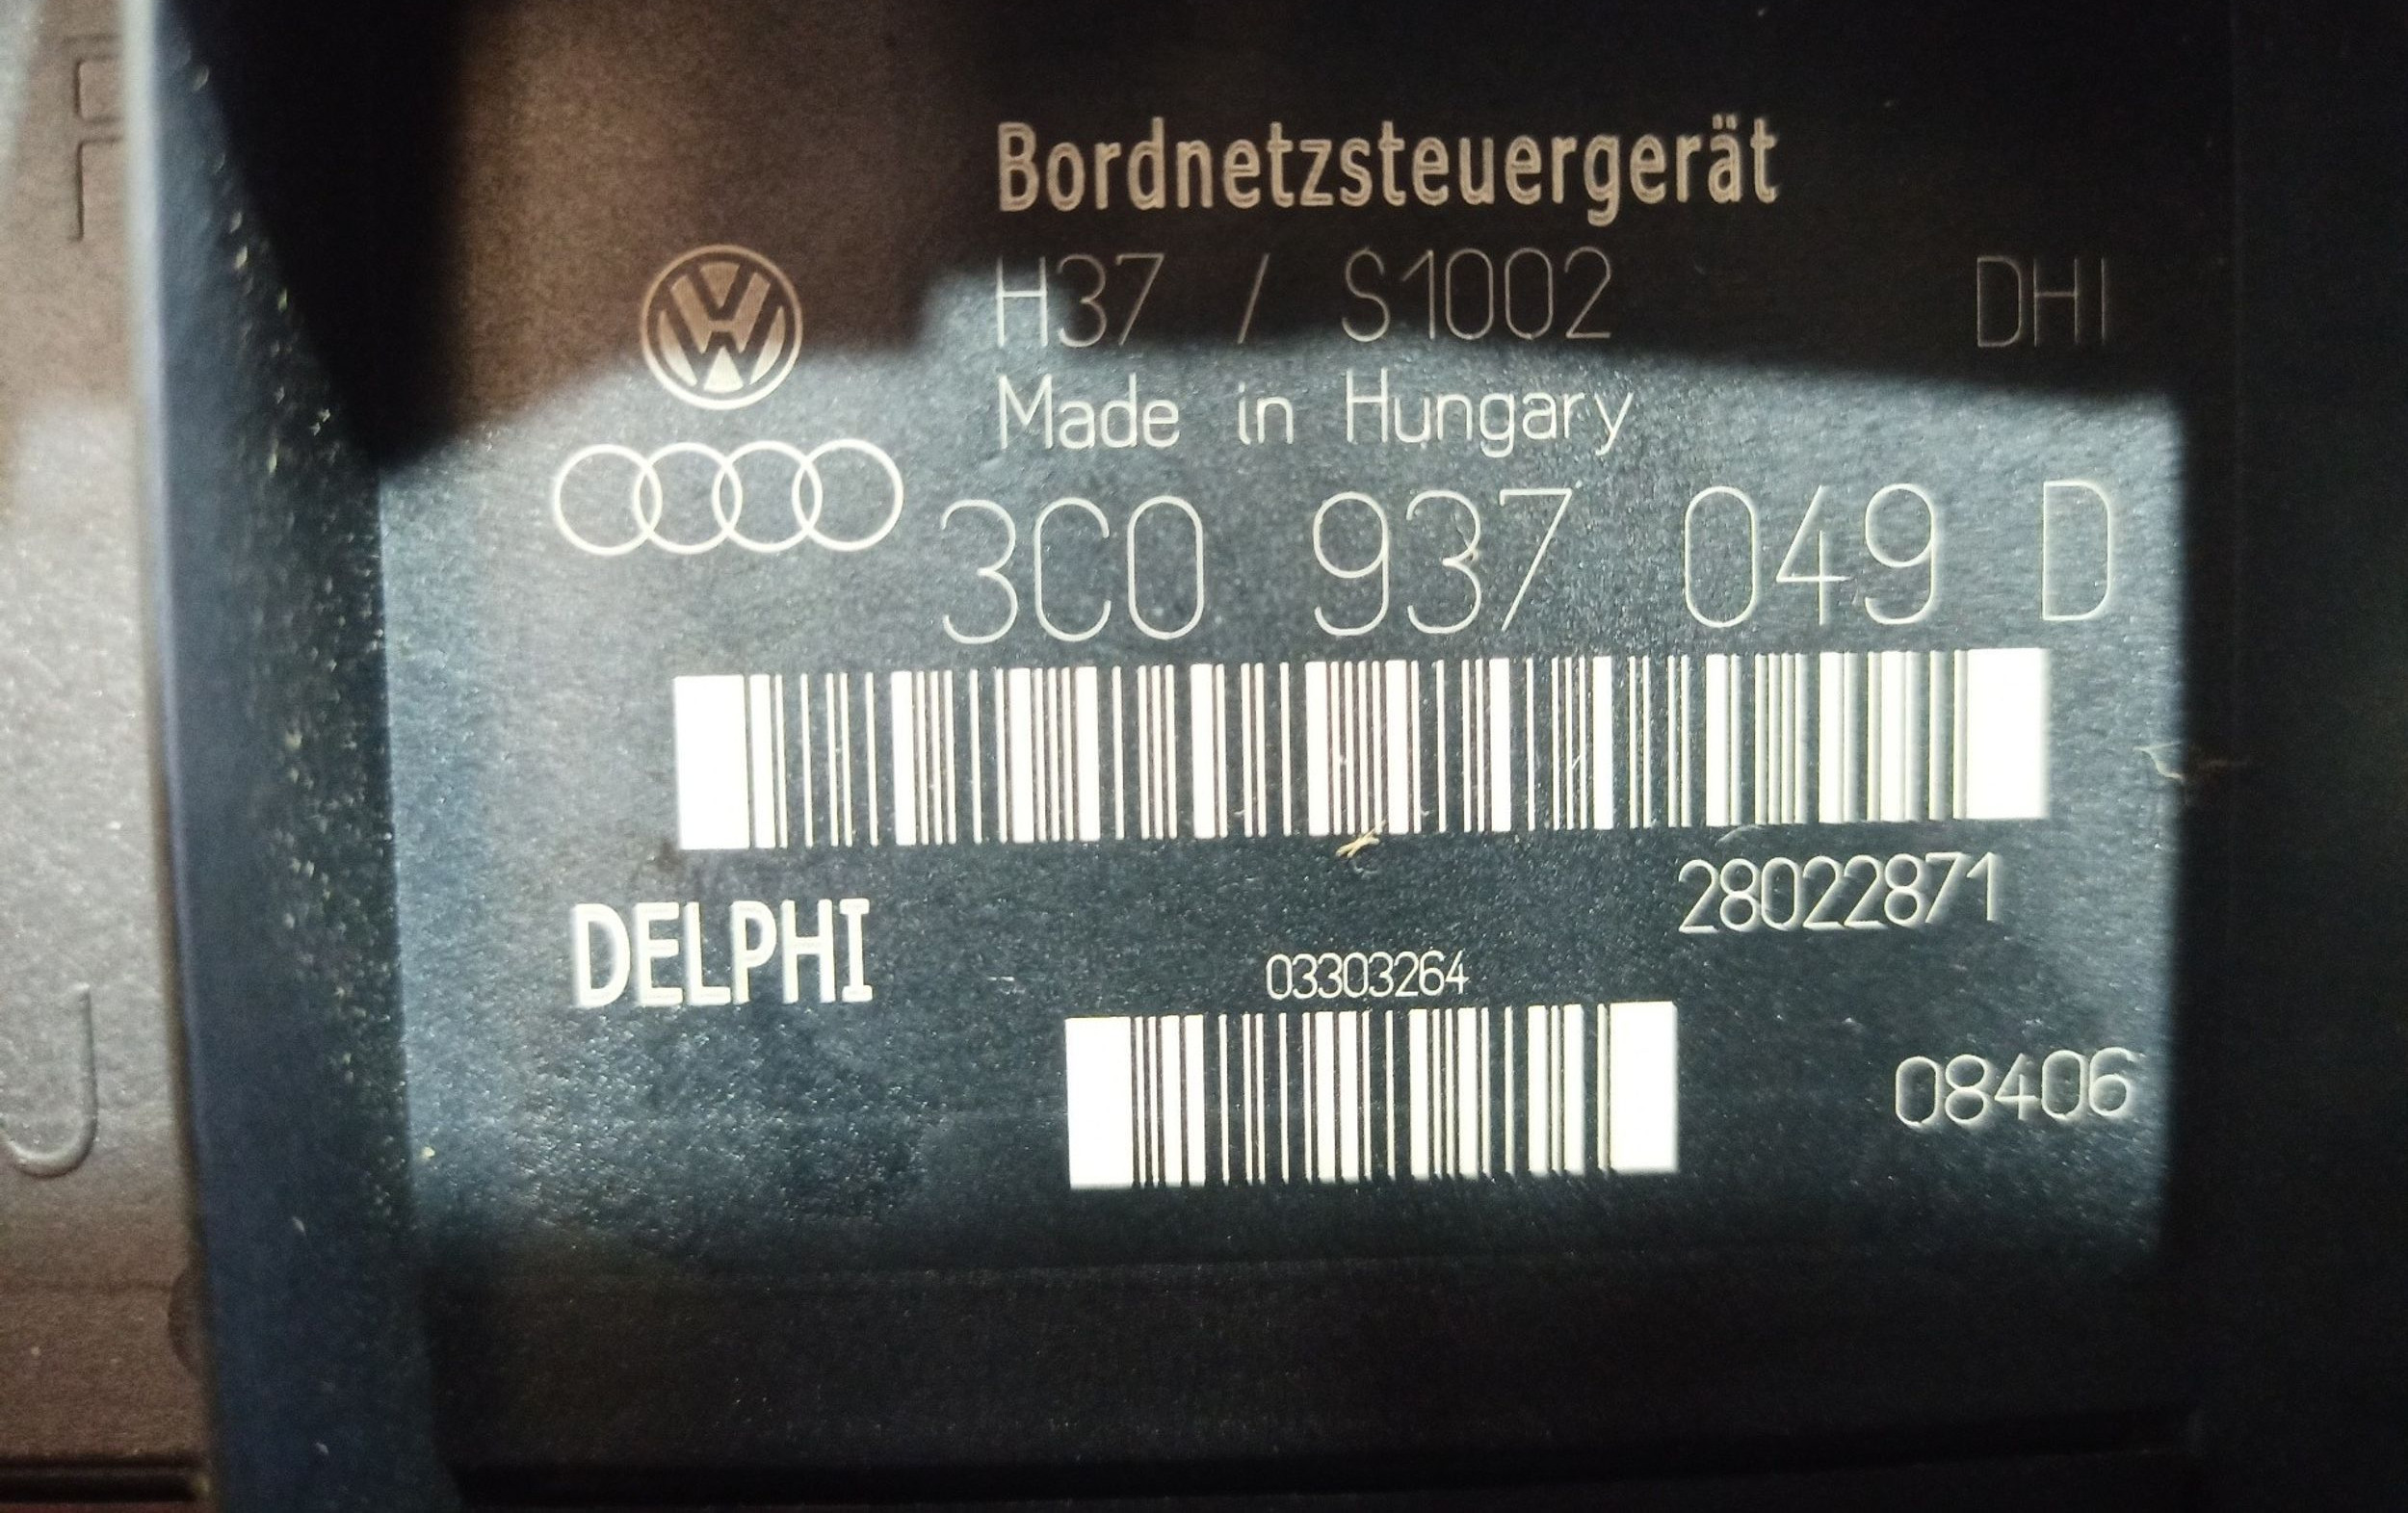 Bordnetzsteuergerät
H37 / S1002 DHI
Made in Hungary
3C0 937 049 D
28022871
DELPHI
03303264
08406